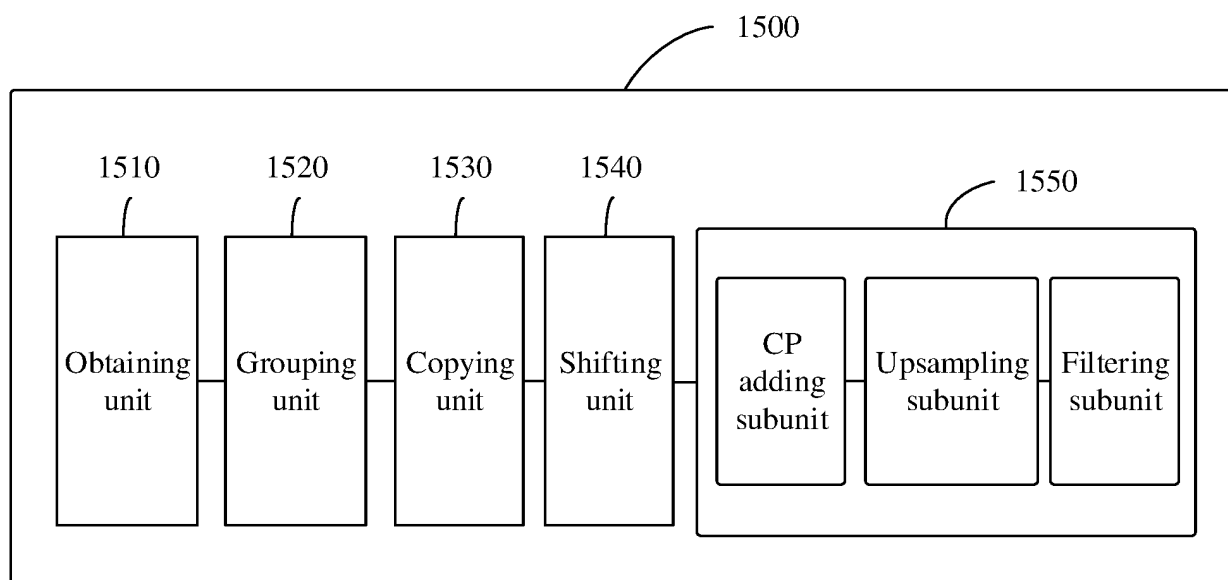 1500
1510
1520
1530
1540
1550
Obtaining
unit
Grouping
unit
Copying
unit
Shifting
unit
CP
adding
subunit
Upsampling
subunit
Filtering
subunit